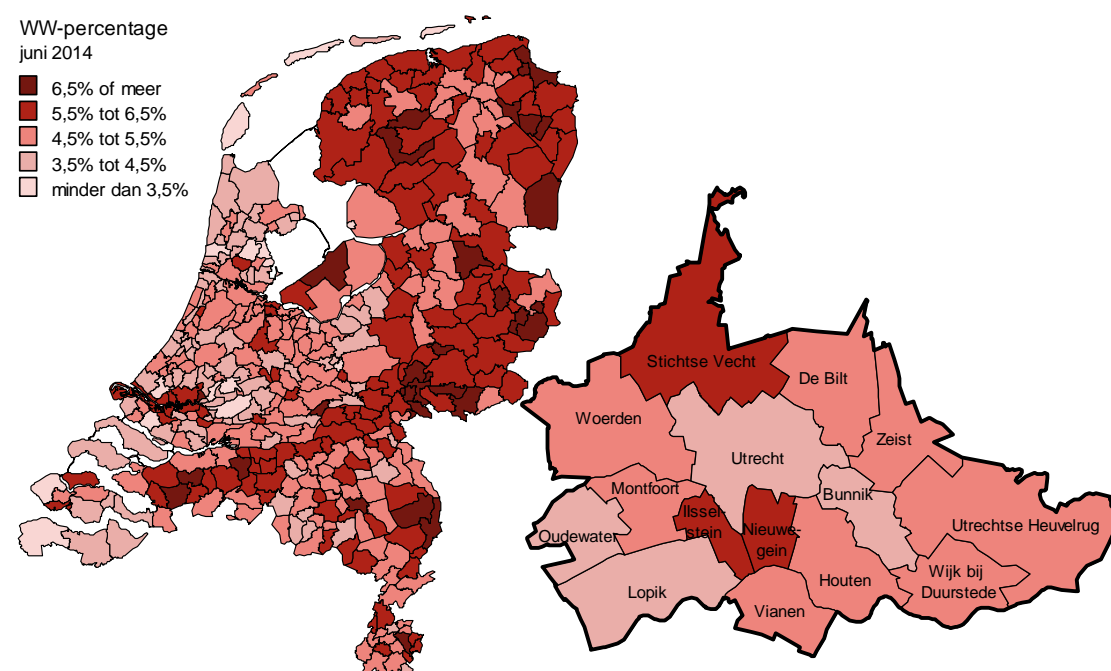 WW-percentage
juni 2014
6,5% of meer
5,5% tot 6,5%
4,5% tot 5,5%
3,5% tot 4,5%
minder dan 3,5%
Stichtse Vecht
De Bilt
Woerden
Zeist
Utrecht
Montfoort
Bunnik
IJssel-
stein
Nieuwe-
gein
Utrechtse Heuvelrug
Oudewater
Houten
Wijk bij
Duurstede
Lopik
Vianen